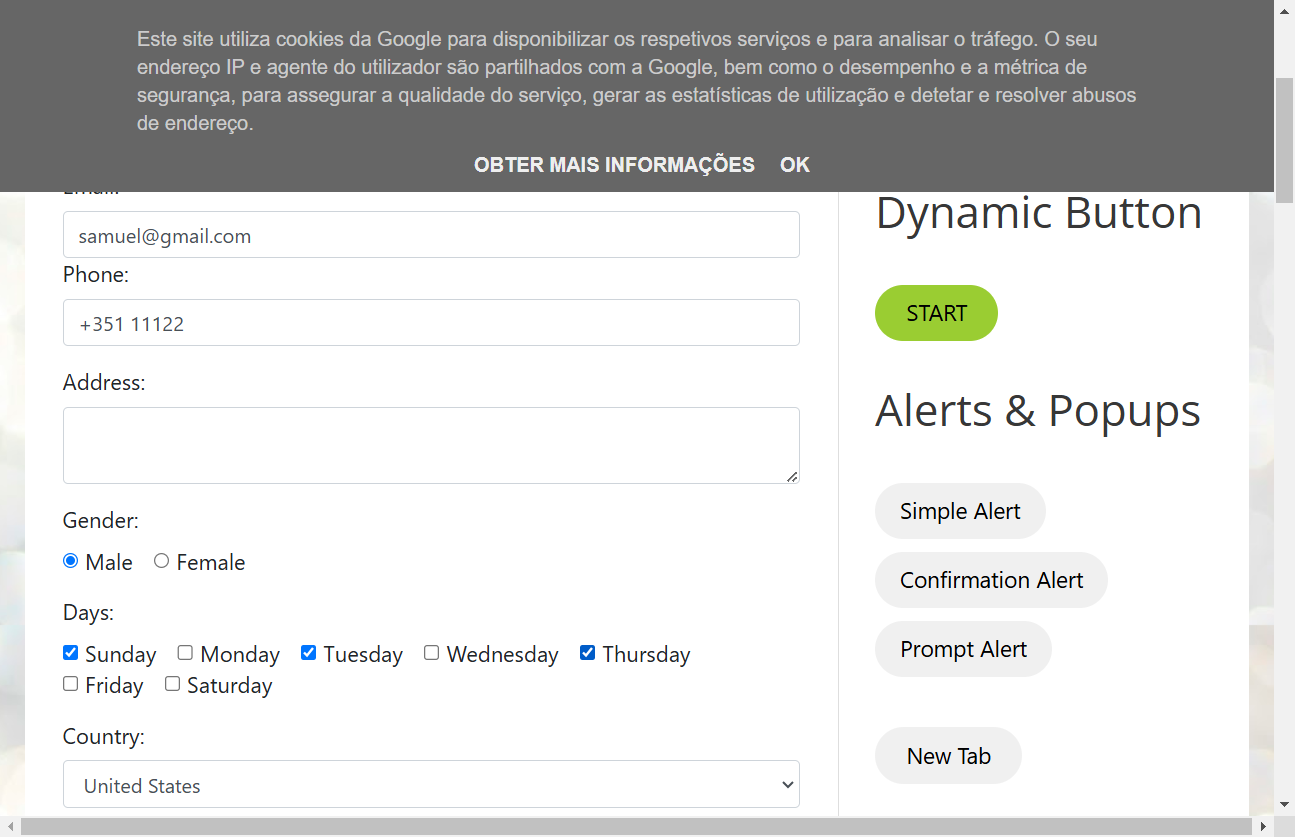 Este site utiliza cookies da Google para disponibilizar os respetivos serviços e para analisar o tráfego. O seu
endereço IP e agente do utilizador são partilhados com a Google, bem como o desempenho e a métrica de
segurança, para assegurar a qualidade do serviço, gerar as estatísticas de utilização e detetar e resolver abusos
de endereço.
OBTER MAIS INFORMAÇÕES OK
samuel@gmail.com
Phone:
+351 11122
Address:
Gender:
Male Female
Days:
Sunday Monday Tuesday Wednesday Thursday
Friday Saturday
Country:
United States
Dynamic Button
START
Alerts & Popups
Simple Alert
Confirmation Alert
Prompt Alert
New Tab